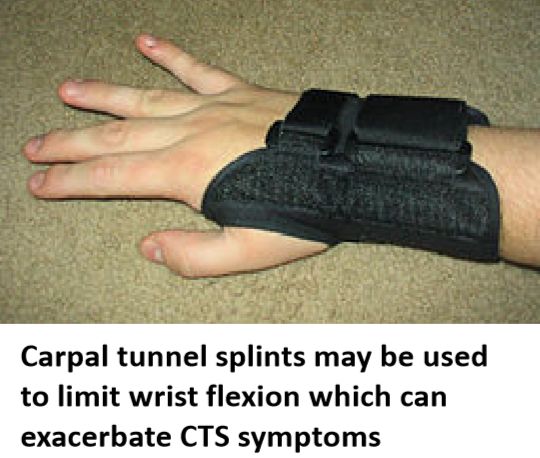 Carpal tunnel splints may be used
to limit wrist flexion which can
exacerbate CTS symptoms